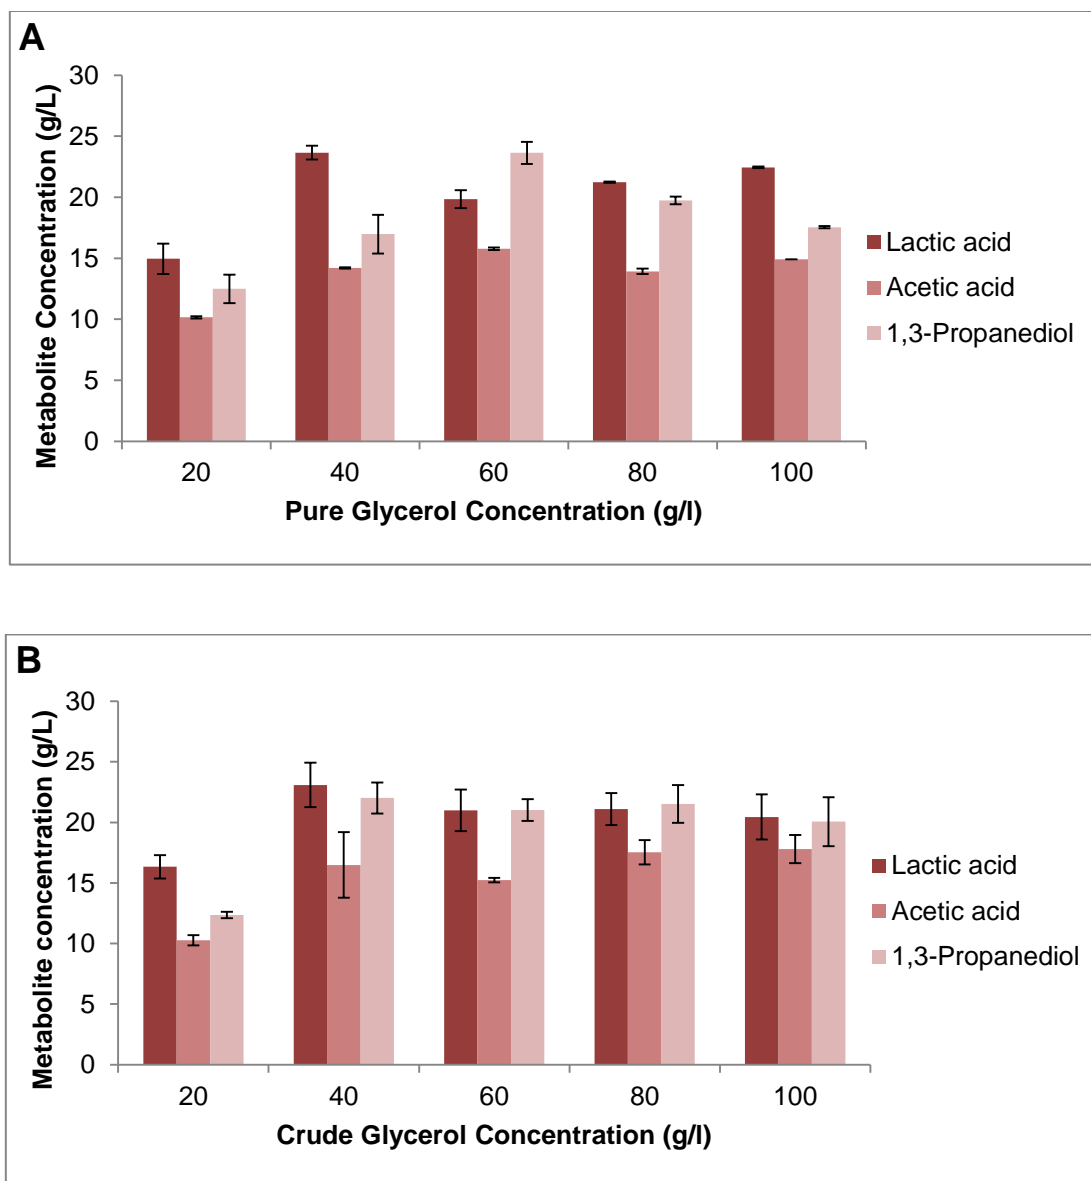 A
30
25
20
15
10
5
0
Metabolite Concentration (g/L)
20 40 60 80 100
Pure Glycerol Concentration (g/l)
Lactic acid
Acetic acid
1,3-Propanediol
B
30
25
20
15
10
5
0
Metabolite concentration (g/L)
20 40 60 80 100
Crude Glycerol Concentration (g/l)
Lactic acid
Acetic acid
1,3-Propanediol